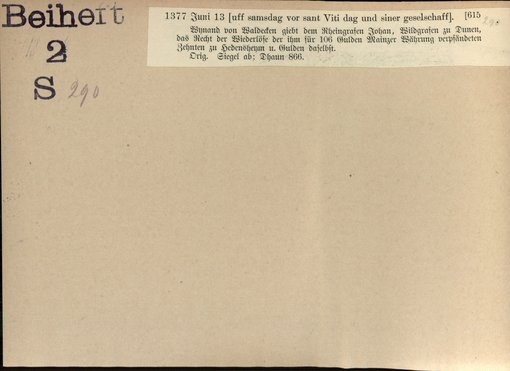 Beiheft
2
S 290
1377 Juni 13 [uff samsdag vor sant Viti dag und siner geselschaff]. [615
Wynand von Waldecken giebt dem Rheingrafen Johan, Wildgrafen zu Dunen,
das Recht der Wiederlöse der ihm für 106 Gulden Mainzer Währung verpfändeten
Zehnten zu Hedensheym u. Gulden daselbst.
Orig. Siegel ab; Dhaun 866.